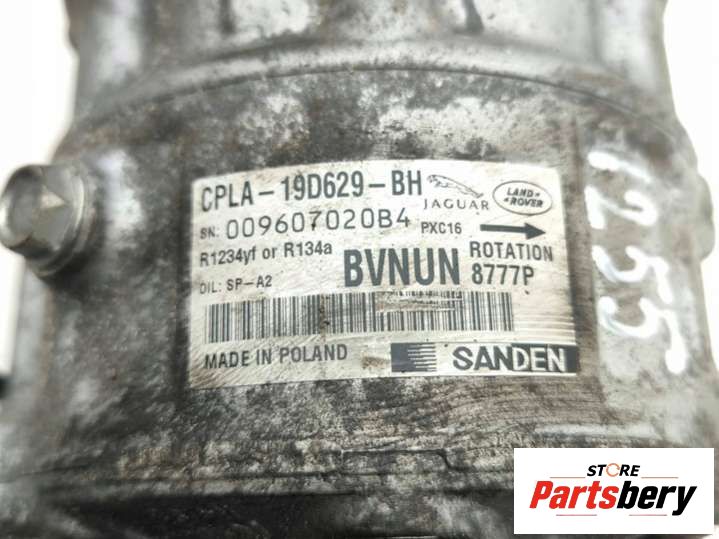 CPLA-19D629-BH
JAGUAR
LAND ROVER
SN: 009607020B4
PXC16
R1234yf or R134a
ROTATION
OIL: SP-A2
BVNUN
8777P
MADE IN POLAND
SANDEN
1255
STORE
Partsbery